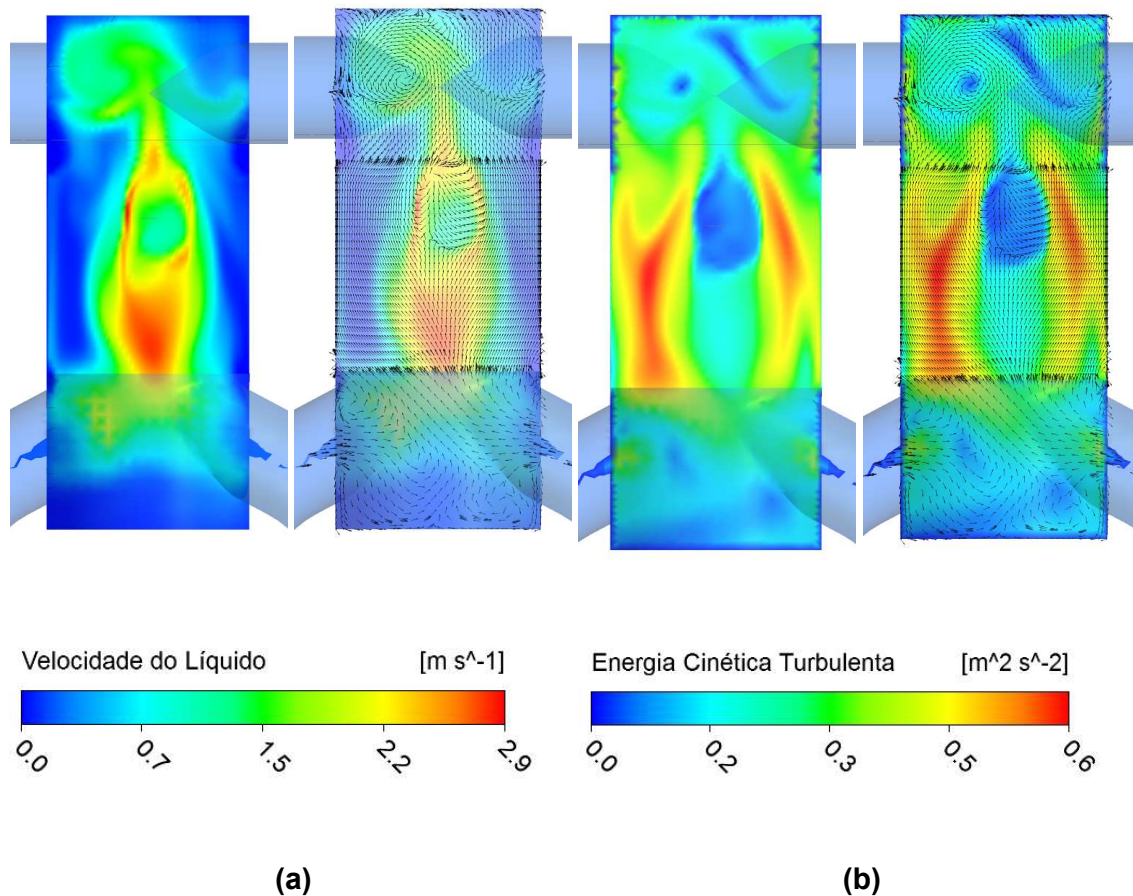 Velocidade do Líquido [m s^-1]
0.0 0.7 1.5 2.2 2.9
Energia Cinética Turbulenta [m^2 s^-2]
0.0 0.2 0.3 0.5 0.6
(a)
(b)